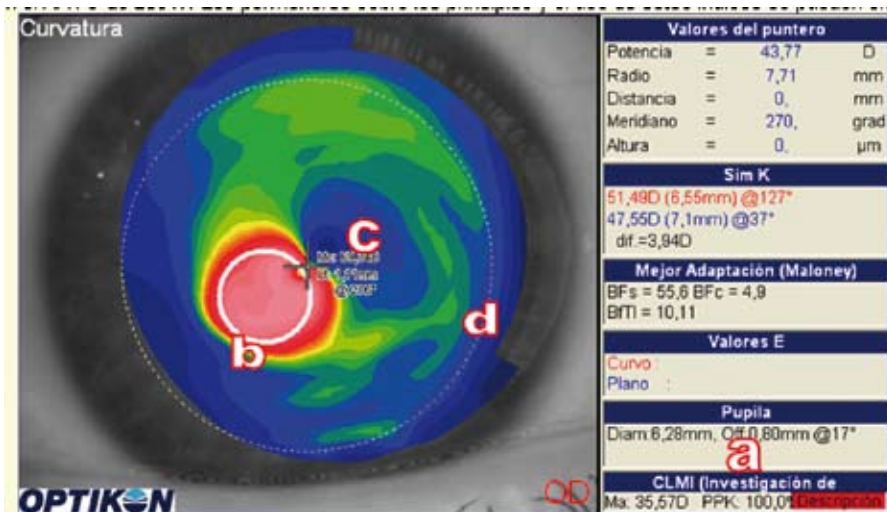 Curvatura
c
b
d
OPTIKON
OD
Valores del puntero
Potencia = 43,77 D
Radio = 7,71 mm
Distancia = 0, mm
Meridiano = 270, grad
Altura = 0, µm
Sim K
51,49D (6,55mm) @127°
47,55D (7,1mm) @37°
dif.=3,94D
Mejor Adaptación (Maloney)
BFs = 55,6 BFc = 4,9
BfTI = 10,11
Valores E
Curvo :
Plano :
Pupila
Diam:6,28mm, Off:0,80mm @17°
a
CLMI (Investigación de
Ma: 35,57D PPK: 100,0% Descripción